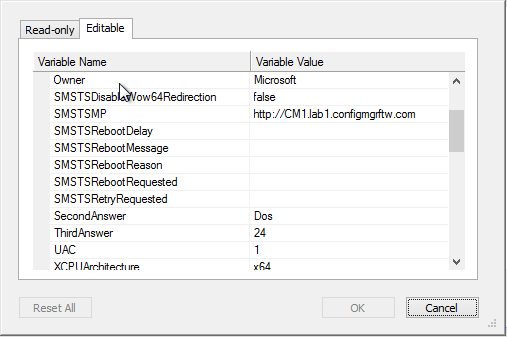 Read-only Editable
Variable Name Variable Value
Owner Microsoft
SMSTSDisableWow64Redirection false
SMSTSMP http://CM1.lab1.configmgrftw.com
SMSTSRebootDelay
SMSTSRebootMessage
SMSTSRebootReason
SMSTSRebootRequested
SMSTSRetryRequested
SecondAnswer Dos
ThirdAnswer 24
UAC 1
XCPUArchitecture x64
Reset All OK Cancel